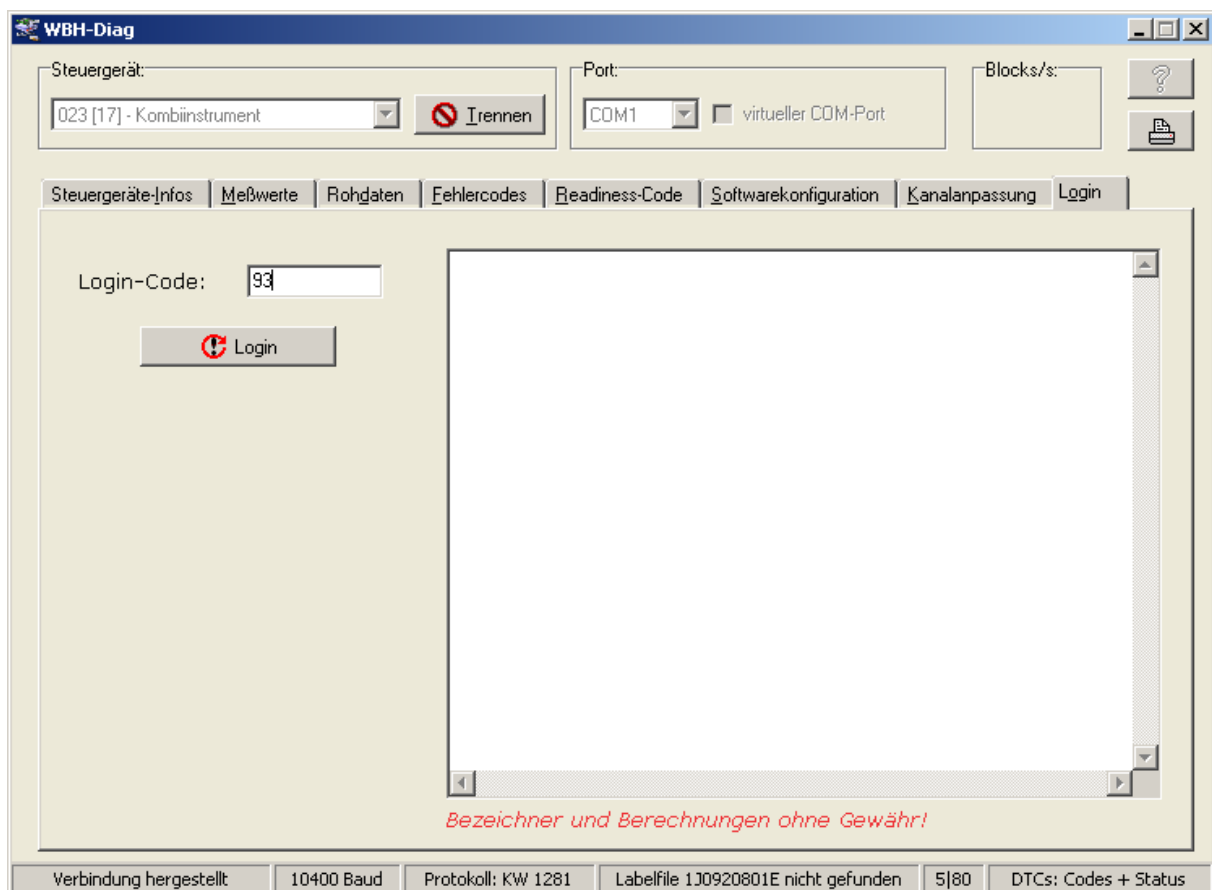 WBH-Diag
Steuergerät:
Port:
Blocks/s:
023 [17] - Kombiinstrument
Trennen
COM1
virtueller COM-Port
Steuergeräte-Infos
Meßwerte
Rohdaten
Fehlercodes
Readiness-Code
Softwarekonfiguration
Kanalanpassung
Login
Login-Code:
93
Login
Bezeichner und Berechnungen ohne Gewähr!
Verbindung hergestellt
10400 Baud
Protokoll: KW 1281
Labelfile 1J0920801E nicht gefunden
5|80
DTCs: Codes + Status